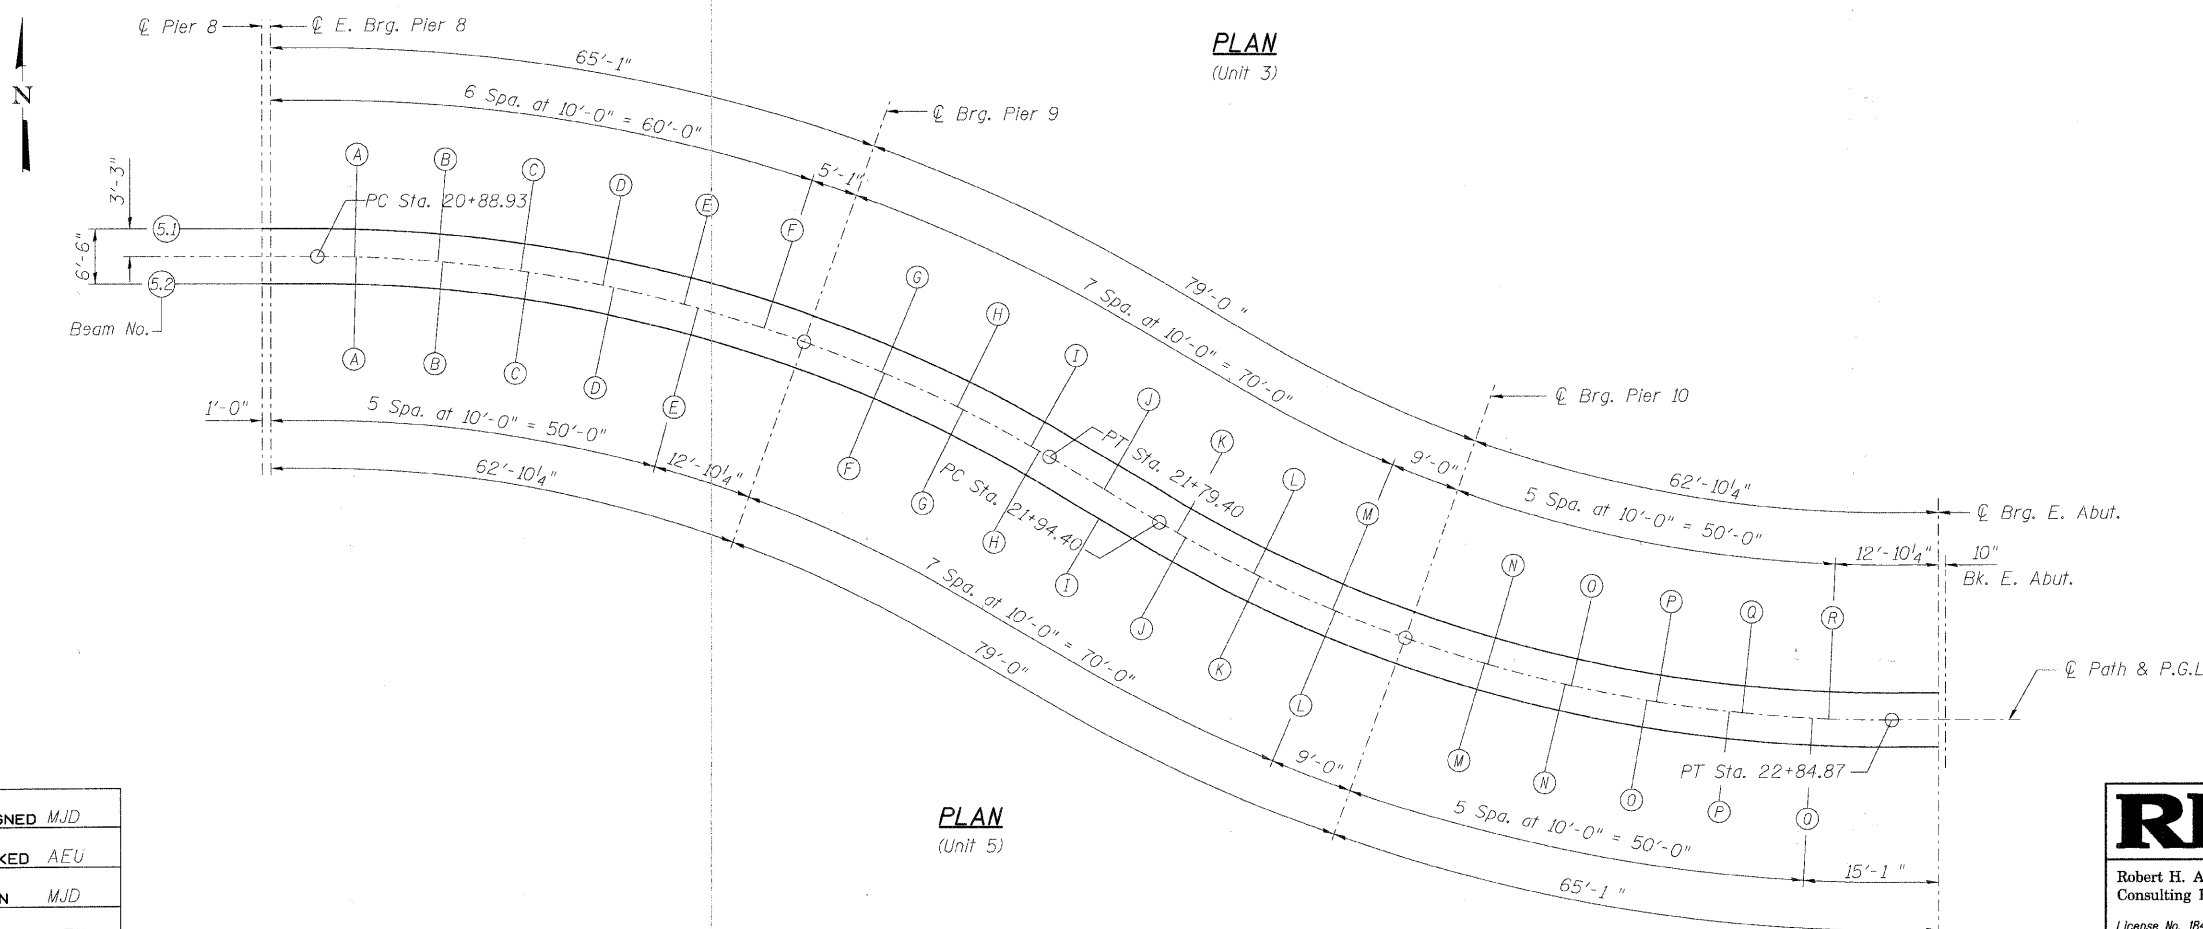 ℄ Pier 8
℄ E. Brg. Pier 8
PLAN
(Unit 3)
65'-1"
N
6 Spa. at 10'-0" = 60'-0"
℄ Brg. Pier 9
5'-1"
A
B
C
D
E
F
3'-3"
PC Sta. 20+88.93
6'-6"
5.1
5.2
Beam No.
G
H
I
J
K
L
M
79'-0 "
7 Spa. at 10'-0" = 70'-0"
A
B
C
D
E
1'-0"
5 Spa. at 10'-0" = 50'-0"
12'-10¼"
62'-10¼"
℄ Brg. Pier 10
PT Sta. 21+79.40
PC Sta. 21+94.40
9'-0"
62'-10¼"
5 Spa. at 10'-0" = 50'-0"
℄ Brg. E. Abut.
12'-10¼"
10"
Bk. E. Abut.
F
G
H
I
J
K
L
N
O
P
Q
R
7 Spa. at 10'-0" = 70'-0"
79'-0"
℄ Path & P.G.L
M
N
O
P
Q
PT Sta. 22+84.87
9'-0"
5 Spa. at 10'-0" = 50'-0"
15'-1 "
65'-1 "
PLAN
(Unit 5)
GNED MJD
KED AEU
N MJD
Robert H. A
Consulting
License No. 184